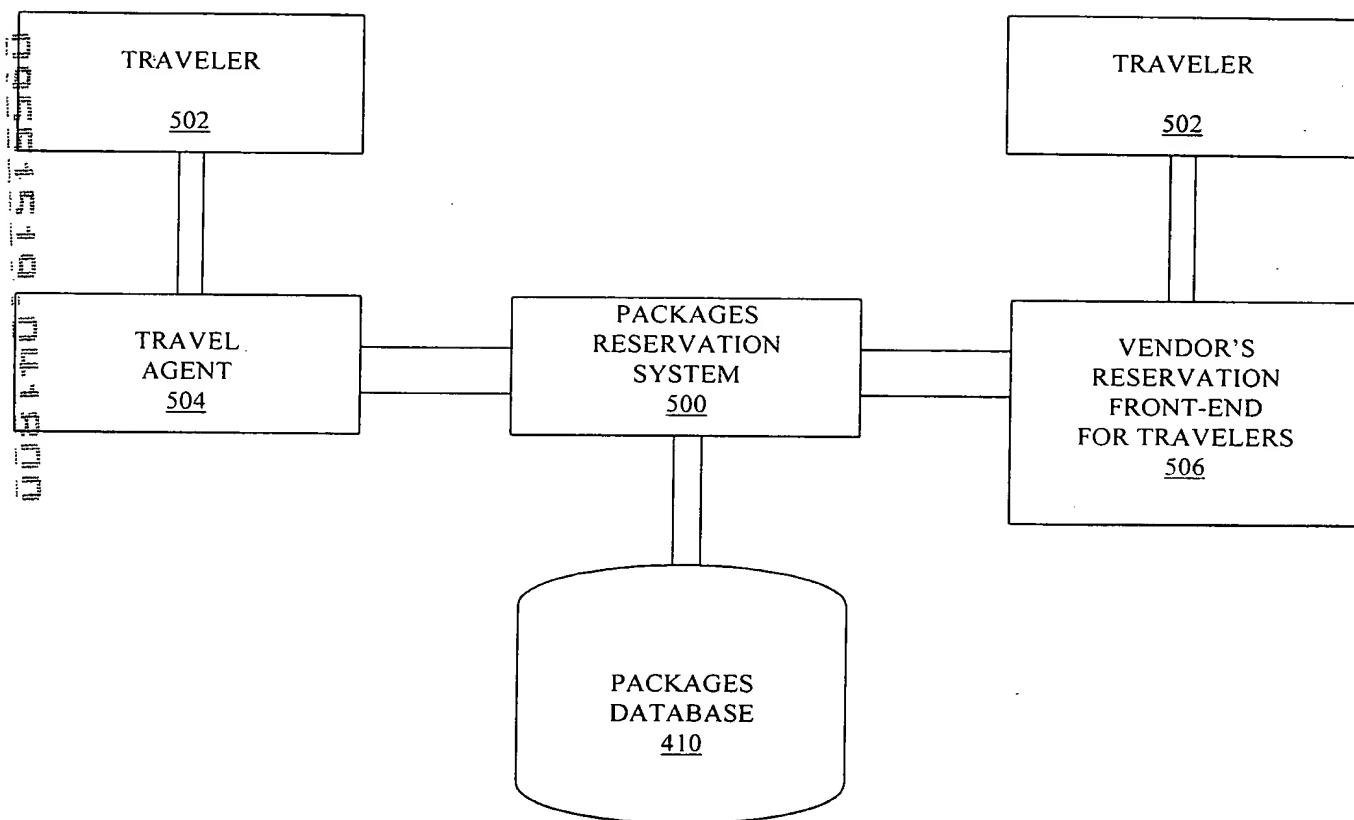 TRAVELER
502
TRAVELER
502
TRAVEL
AGENT
504
PACKAGES
RESERVATION
SYSTEM
500
VENDOR'S
RESERVATION
FRONT-END
FOR TRAVELERS
506
PACKAGES
DATABASE
410